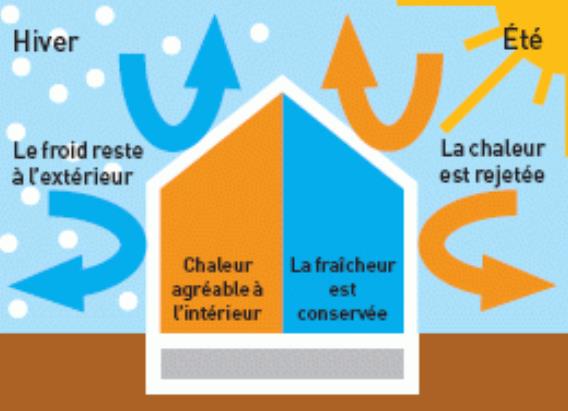 Hiver
Été
Le froid reste
à l'extérieur
La chaleur
est rejetée
Chaleur
agréable à
l'intérieur
La fraîcheur
est
conservée